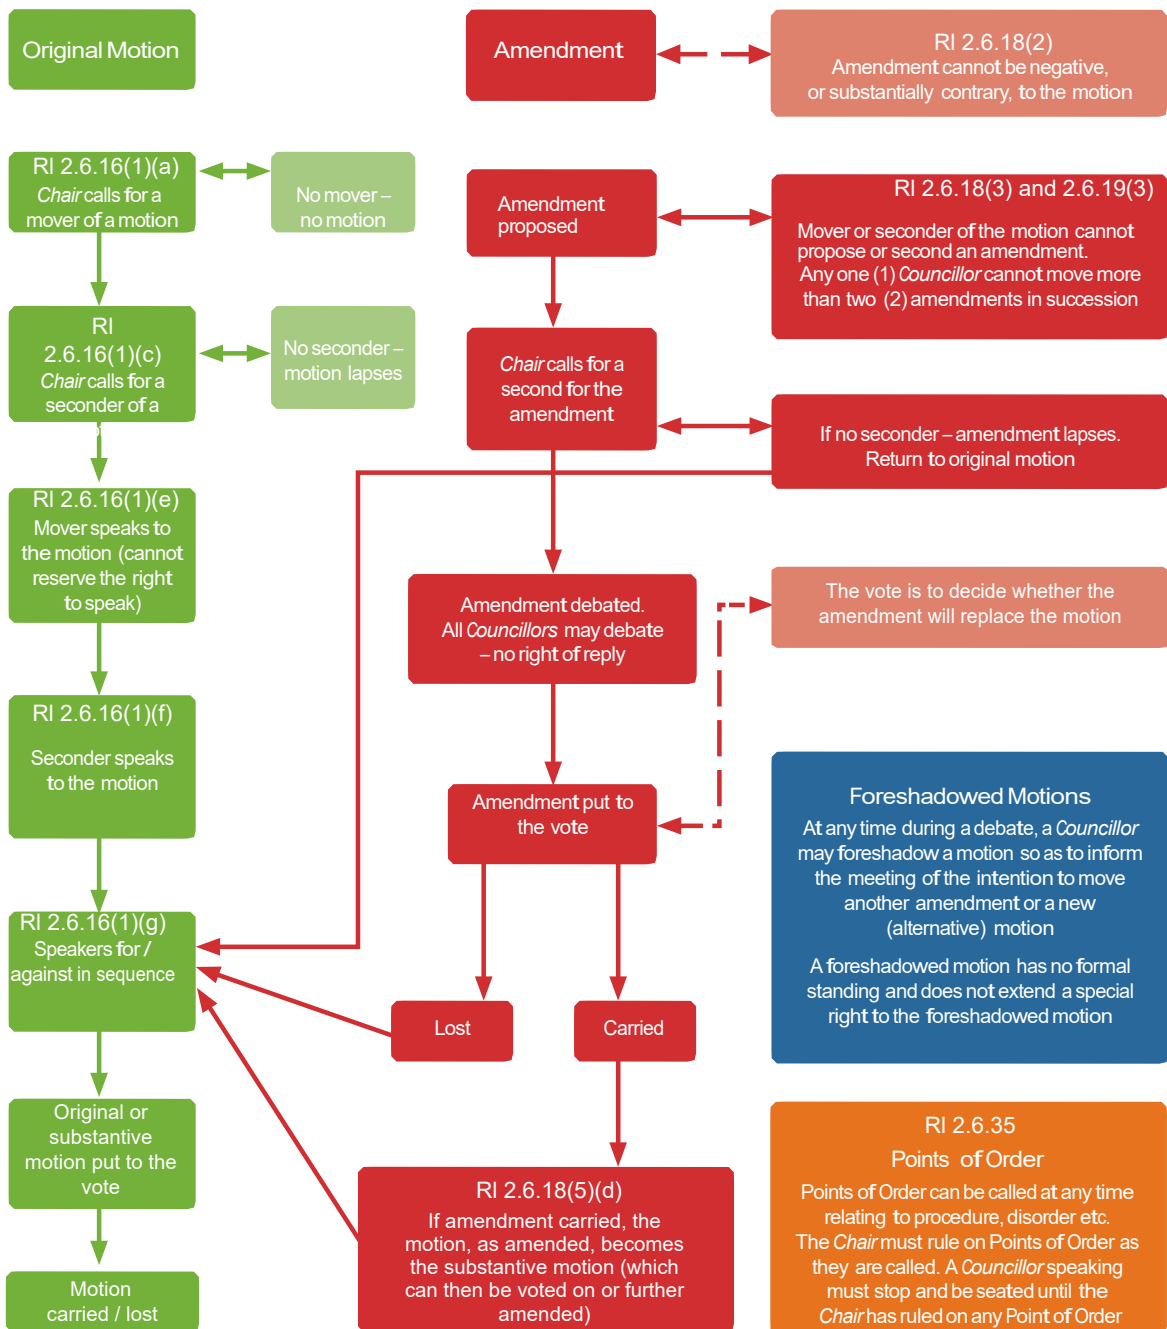 Original Motion
RI 2.6.16(1)(a)
Chair calls for a
mover of a motion
No mover –
no motion
RI
2.6.16(1)(c)
Chair calls for a
seconder of a
No seconder –
motion lapses
RI 2.6.16(1)(e)
Mover speaks to
the motion (cannot
reserve the right
to speak)
RI 2.6.16(1)(f)
Seconder speaks
to the motion
RI 2.6.16(1)(g)
Speakers for /
against in sequence
Original or
substantive
motion put to the
vote
Motion
carried / lost
Amendment
RI 2.6.18(2)
Amendment cannot be negative,
or substantially contrary, to the motion
Amendment
proposed
RI 2.6.18(3) and 2.6.19(3)
Mover or seconder of the motion cannot
propose or second an amendment.
Any one (1) Councillor cannot move more
than two (2) amendments in succession
Chair calls for a
second for the
amendment
If no seconder – amendment lapses.
Return to original motion
Amendment debated.
All Councillors may debate
– no right of reply
The vote is to decide whether the
amendment will replace the motion
Amendment put to
the vote
Lost
Carried
RI 2.6.18(5)(d)
If amendment carried, the
motion, as amended, becomes
the substantive motion (which
can then be voted on or further
amended)
Foreshadowed Motions
At any time during a debate, a Councillor
may foreshadow a motion so as to inform
the meeting of the intention to move
another amendment or a new
(alternative) motion
A foreshadowed motion has no formal
standing and does not extend a special
right to the foreshadowed motion
RI 2.6.35
Points of Order
Points of Order can be called at any time
relating to procedure, disorder etc.
The Chair must rule on Points of Order as
they are called. A Councillor speaking
must stop and be seated until the
Chair has ruled on any Point of Order